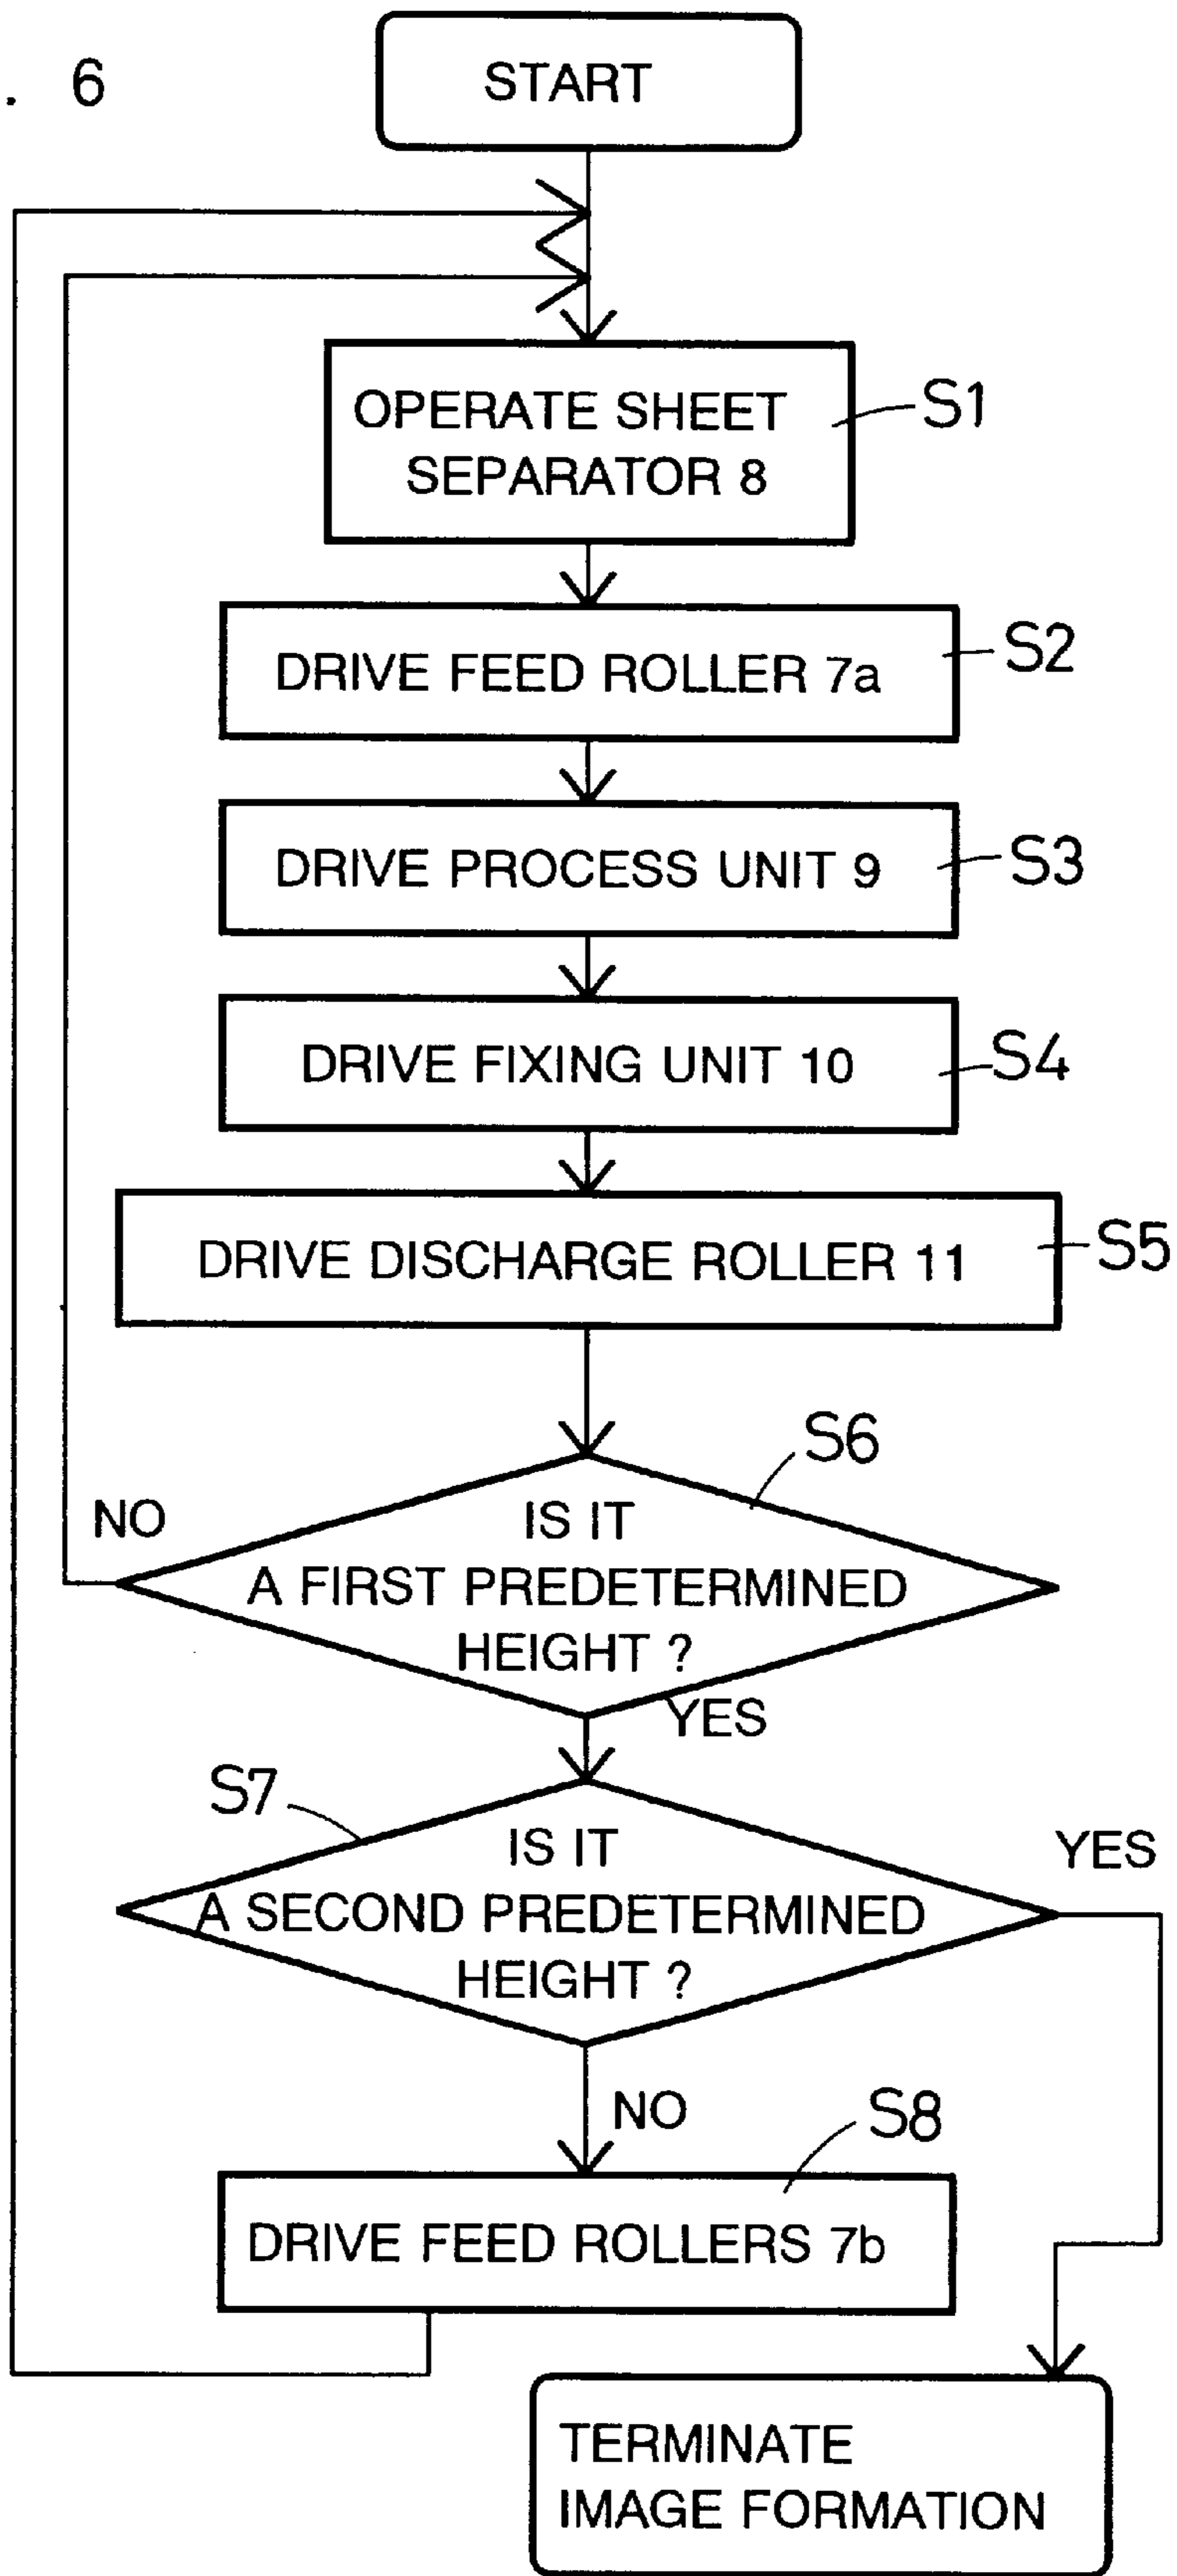 . 6
START
OPERATE SHEET
SEPARATOR 8
S1
DRIVE FEED ROLLER 7a
S2
DRIVE PROCESS UNIT 9
S3
DRIVE FIXING UNIT 10
S4
DRIVE DISCHARGE ROLLER 11
S5
S6
NO
IS IT
A FIRST PREDETERMINED
HEIGHT ?
YES
S7
IS IT
A SECOND PREDETERMINED
HEIGHT ?
YES
NO
S8
DRIVE FEED ROLLERS 7b
TERMINATE
IMAGE FORMATION